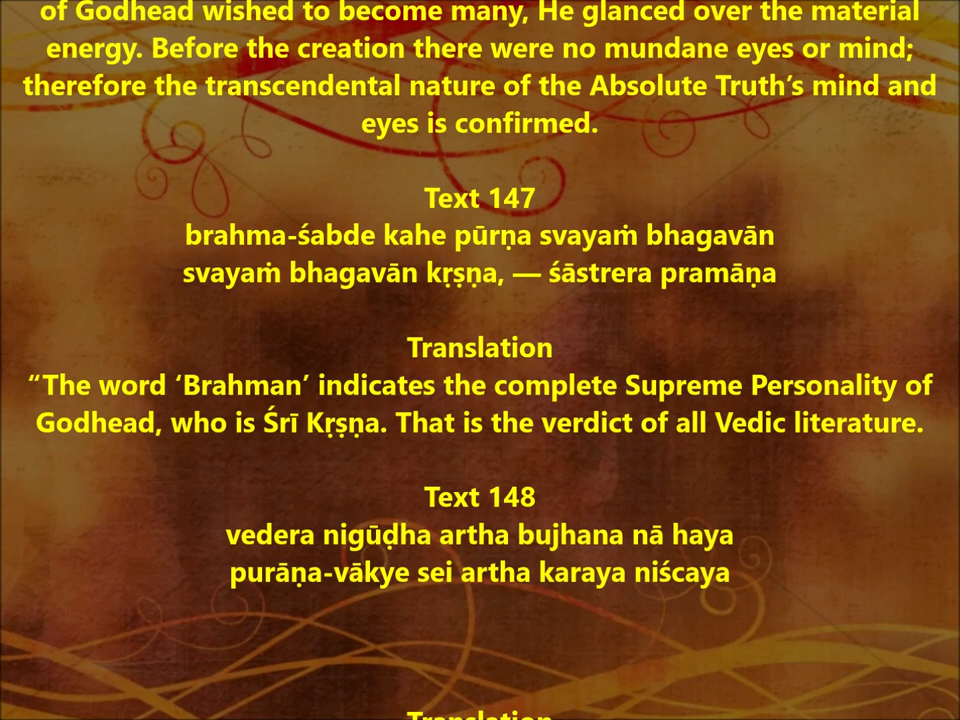 of Godhead wished to become many, He glanced over the material
energy. Before the creation there were no mundane eyes or mind;
therefore the transcendental nature of the Absolute Truth’s mind and
eyes is confirmed.
Text 147
brahma-śabde kahe pūrṇa svayaṁ bhagavān
svayaṁ bhagavān kṛṣṇa, — śāstrera pramāṇa
Translation
“The word ‘Brahman’ indicates the complete Supreme Personality of
Godhead, who is Śrī Kṛṣṇa. That is the verdict of all Vedic literature.
Text 148
vedera nigūḍha artha bujhana nā haya
purāṇa-vākye sei artha karaya niścaya
Translation